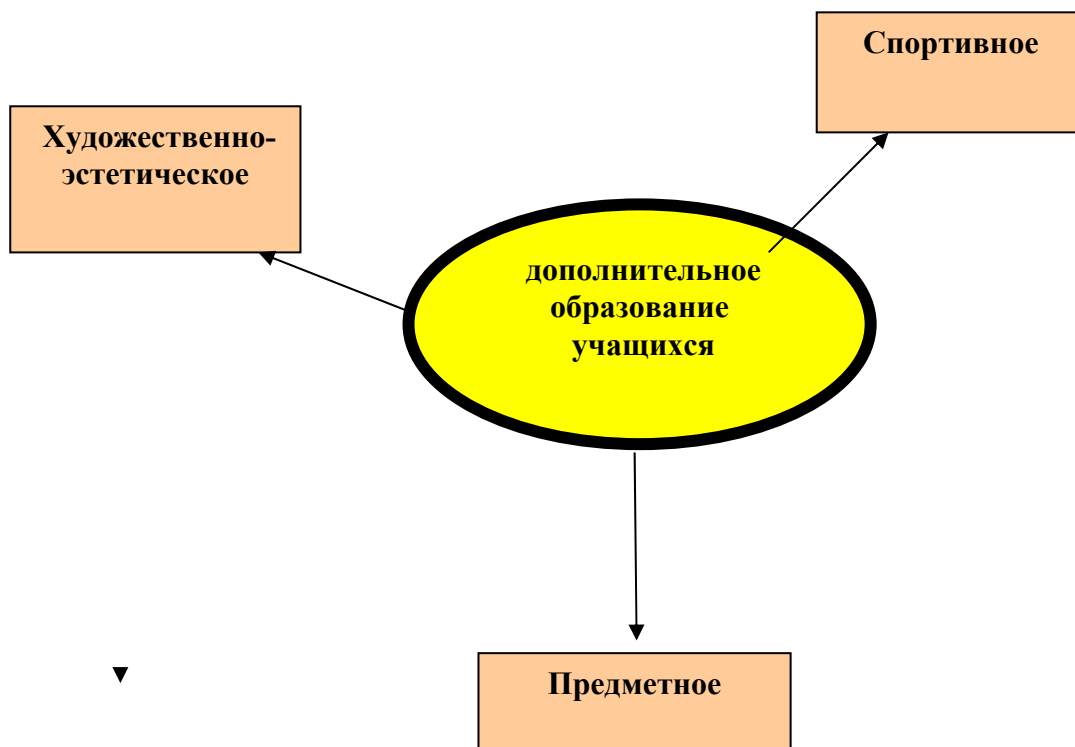 Спортивное
Художественно-
эстетическое
дополнительное
образование
учащихся
Предметное